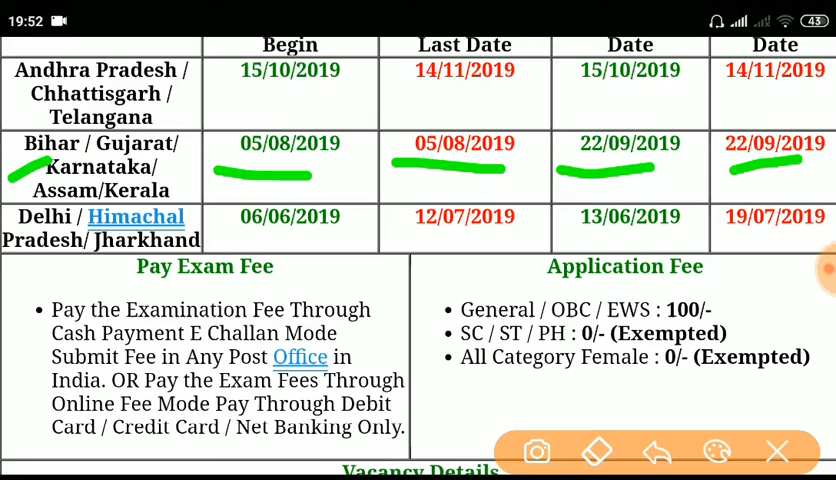 19:52
43
Begin Last Date Date Date
Andhra Pradesh / 15/10/2019 14/11/2019 15/10/2019 14/11/2019
Chhattisgarh /
Telangana
Bihar / Gujarat/ 05/08/2019 05/08/2019 22/09/2019 22/09/2019
Karnataka/
Assam/Kerala
Delhi / Himachal 06/06/2019 12/07/2019 13/06/2019 19/07/2019
Pradesh/ Jharkhand
Pay Exam Fee
• Pay the Examination Fee Through
Cash Payment E Challan Mode
Submit Fee in Any Post Office in
India. OR Pay the Exam Fees Through
Online Fee Mode Pay Through Debit
Card / Credit Card / Net Banking Only.
Application Fee
• General / OBC / EWS : 100/-
• SC / ST / PH : 0/- (Exempted)
• All Category Female : 0/- (Exempted)
Vacancy Details